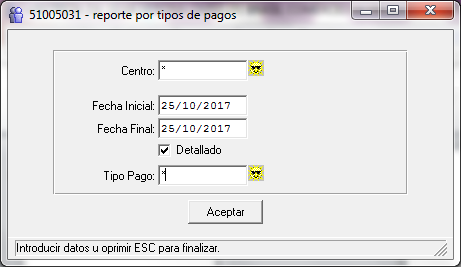 51005031 - reporte por tipos de pagos
Centro: *
Fecha Inicial: 25/10/2017
Fecha Final: 25/10/2017
Detallado
Tipo Pago: *
Aceptar
Introducir datos u oprimir ESC para finalizar.